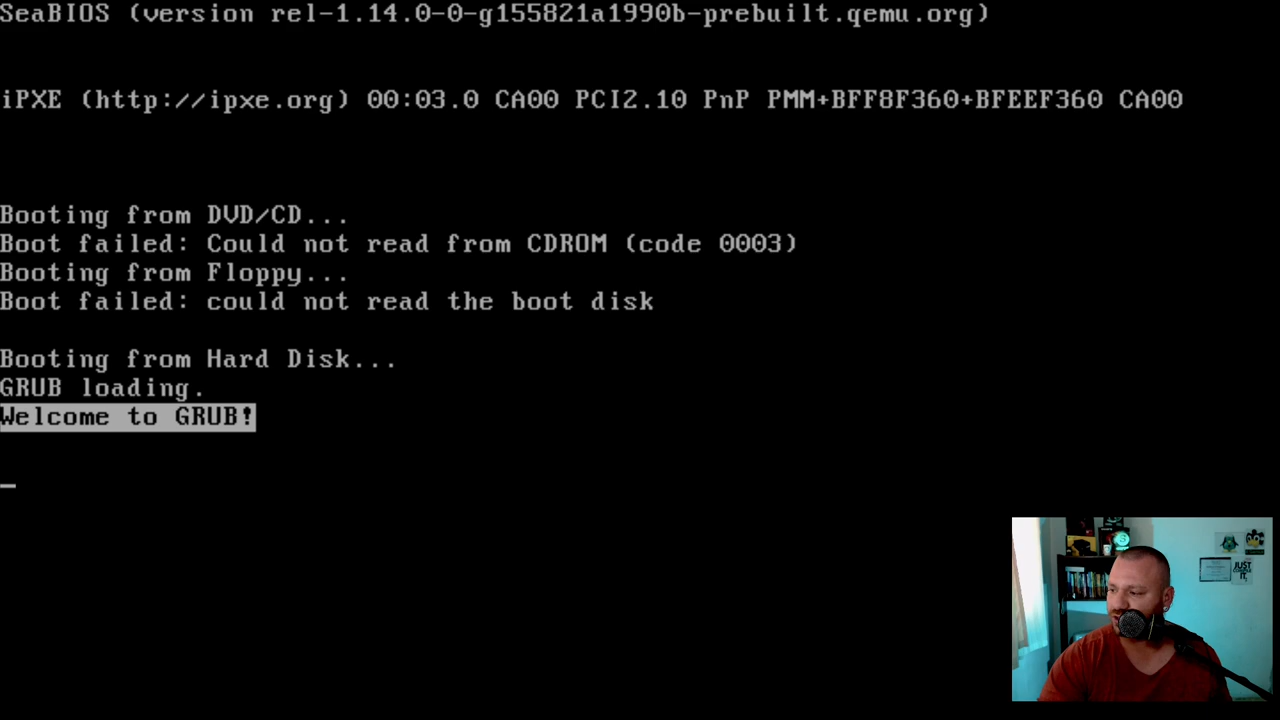 SeaBIOS (version rel-1.14.0-0-g155821a1990b-prebuilt.qemu.org)
iPXE (http://ipxe.org) 00:03.0 CA00 PCI2.10 PnP PMM+BFF8F360+BFEEF360 CA00
Booting from DVD/CD...
Boot failed: Could not read from CDROM (code 0003)
Booting from Floppy...
Boot failed: could not read the boot disk
Booting from Hard Disk...
GRUB loading.
Welcome to GRUB!
JUST
IT;